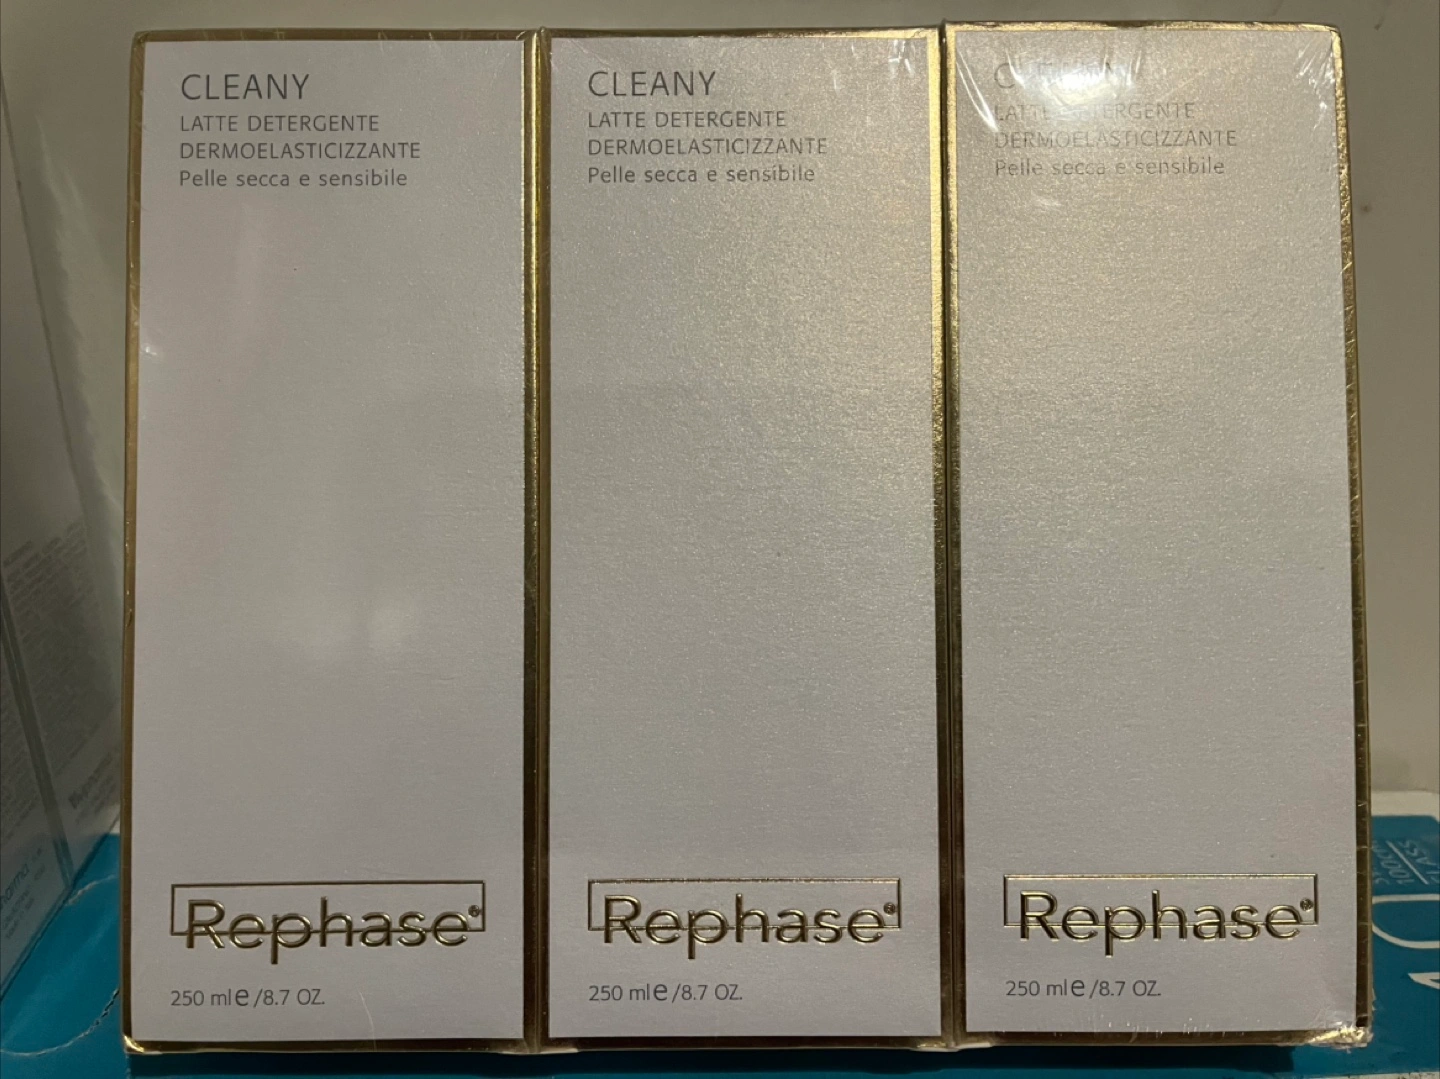 CLEANY
LATTE DETERGENTE
DERMOELASTICIZZANTE
Pelle secca e sensibile
Rephase®
250 ml e /8.7 OZ.
CLEANY
LATTE DETERGENTE
DERMOELASTICIZZANTE
Pelle secca e sensibile
Rephase®
250 ml e /8.7 OZ.
CLEANY
LATTE DETERGENTE
DERMOELASTICIZZANTE
Pelle secca e sensibile
Rephase®
250 ml e /8.7 OZ.